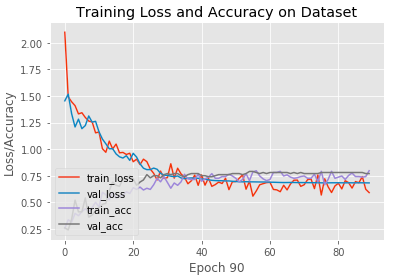 Training Loss and Accuracy on Dataset
Loss/Accuracy
2.00
1.75
1.50
1.25
1.00
0.75
0.50
0.25
train_loss
val_loss
train_acc
val_acc
0
20
40
60
80
Epoch 90